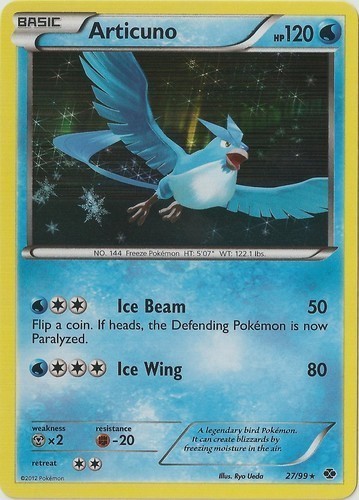 BASIC
Articuno
HP120
NO. 144 Freeze Pokémon HT: 5'07" WT: 122.1 lbs.
Ice Beam 50
Flip a coin. If heads, the Defending Pokémon is now
Paralyzed.
Ice Wing 80
weakness
×2
resistance
-20
retreat
A legendary bird Pokémon.
It can create blizzards by
freezing moisture in the air.
©2012 Pokémon
Illus. Ryo Ueda
27/99★